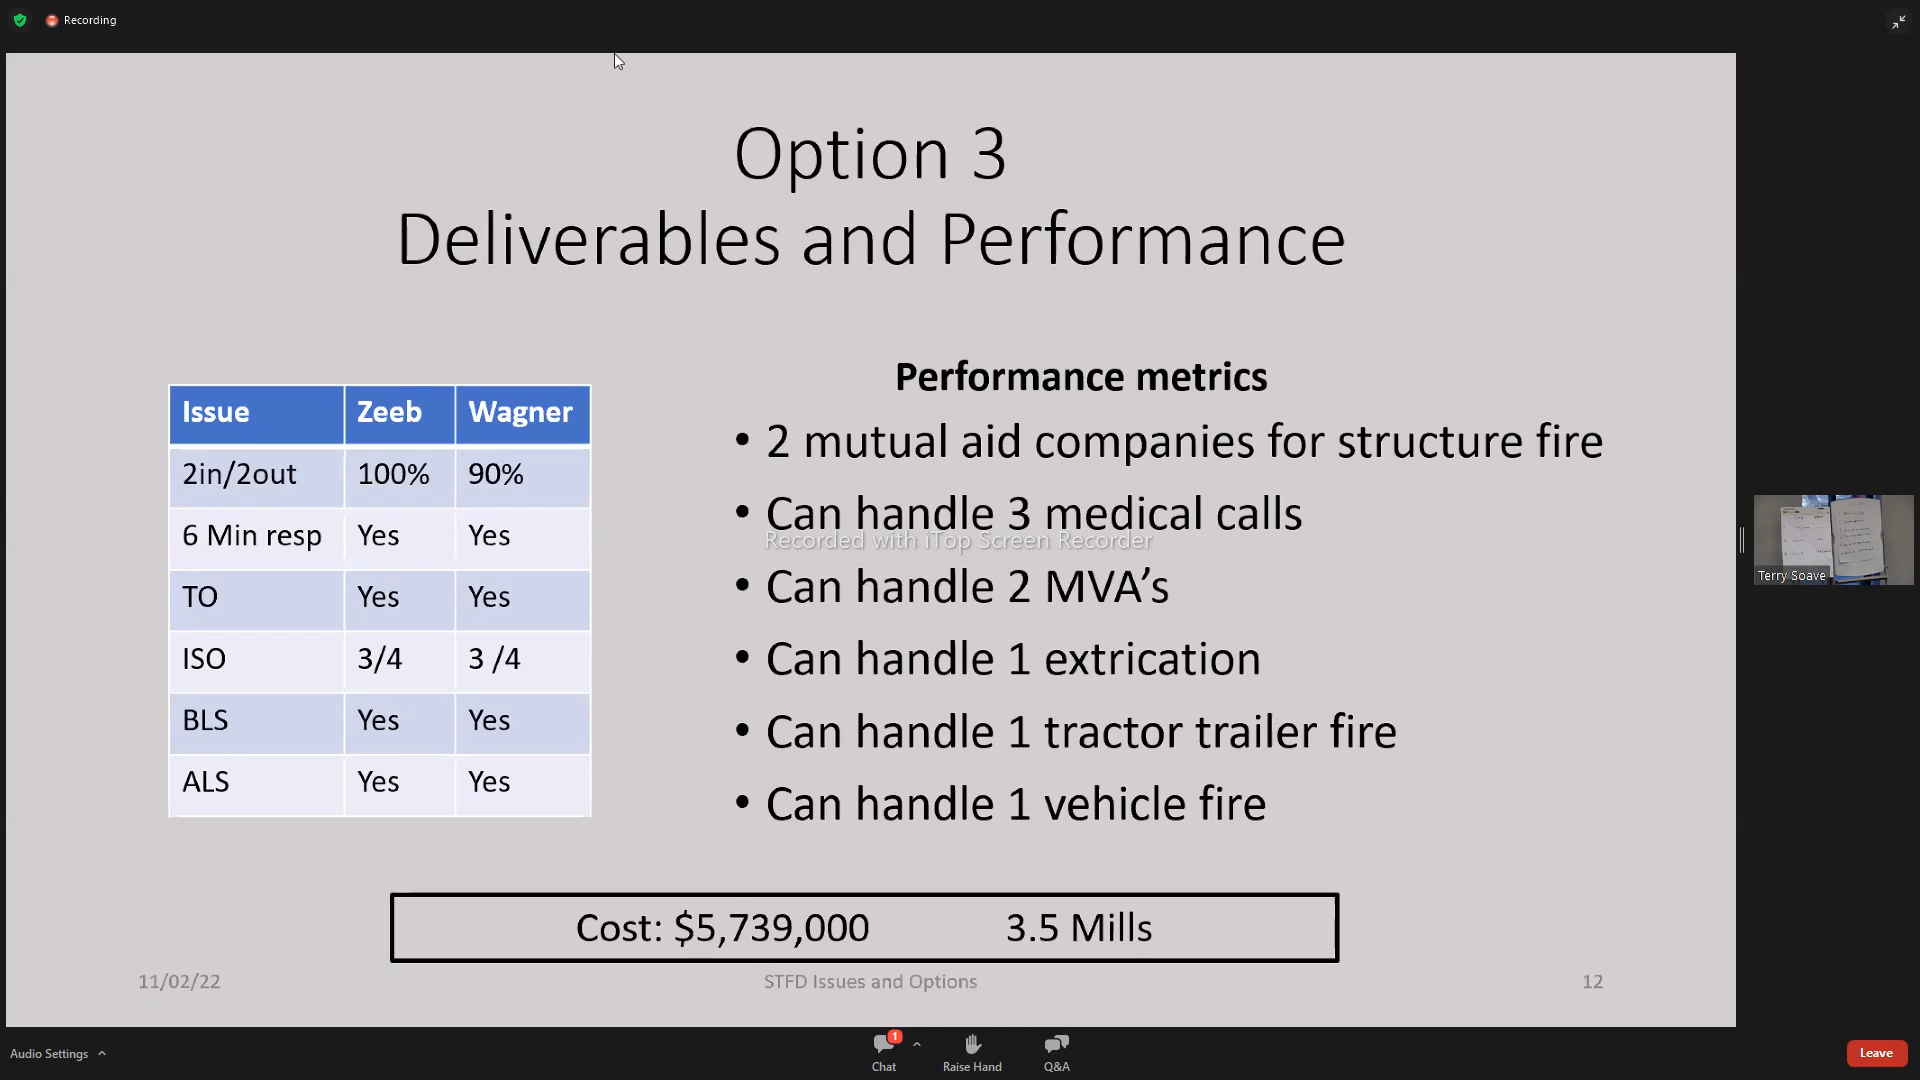 Recording
Option 3
Deliverables and Performance
Issue Zeeb Wagner
2in/2out 100% 90%
6 Min resp Yes Yes
TO Yes Yes
ISO 3/4 3 /4
BLS Yes Yes
ALS Yes Yes
Performance metrics
• 2 mutual aid companies for structure fire
• Can handle 3 medical calls
Recorded with iTop Screen Recorder
• Can handle 2 MVA’s
• Can handle 1 extrication
• Can handle 1 tractor trailer fire
• Can handle 1 vehicle fire
Cost: $5,739,000 3.5 Mills
11/02/22 STFD Issues and Options 12
Terry Soave
Audio Settings
1
Chat
Raise Hand
Q&A
Leave